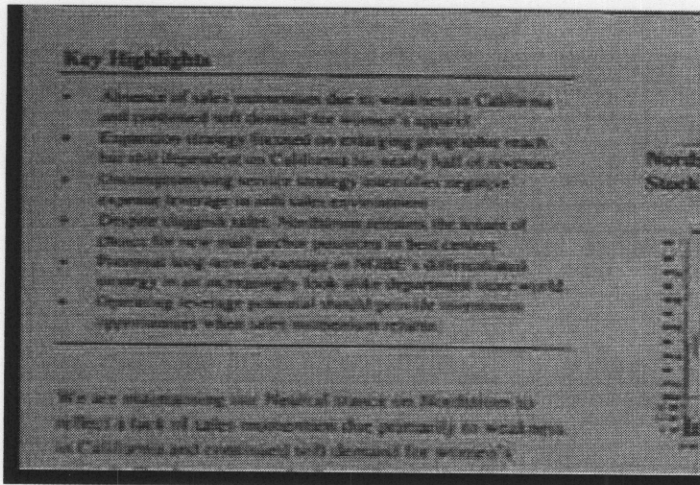 Key Highlights
Absence of sales momentum due to weakness in California
and continued soft demand for women's apparel.
Expansion strategy focused on enlarging geographic reach
but still dependent on California for nearly half of revenues
Uncompromising service strategy intensifies negative
expense leverage in soft sales environment
Despite sluggish sales, Nordstrom remains the tenant of
choice for new mall anchor positions in best centers
Potential long-term advantage in NOBE's differentiated
strategy in an increasingly look alike department store world
Operating leverage potential should provide investment
opportunities when sales momentum returns.
We are maintaining our Neutral stance on Nordstrom to
reflect a lack of sales momentum due primarily to weakness
in California and continued soft demand for women's
Nords
Stock